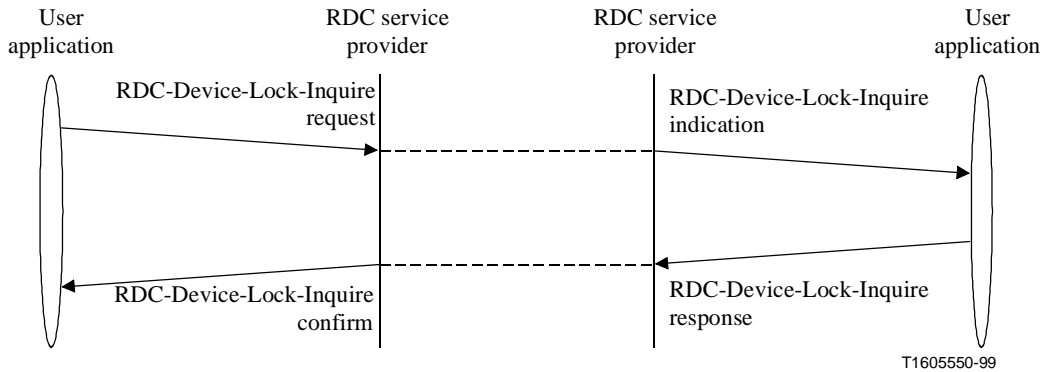 User
application
RDC service
provider
RDC service
provider
User
application
RDC-Device-Lock-Inquire
request
RDC-Device-Lock-Inquire
indication
RDC-Device-Lock-Inquire
confirm
RDC-Device-Lock-Inquire
response
T1605550-99